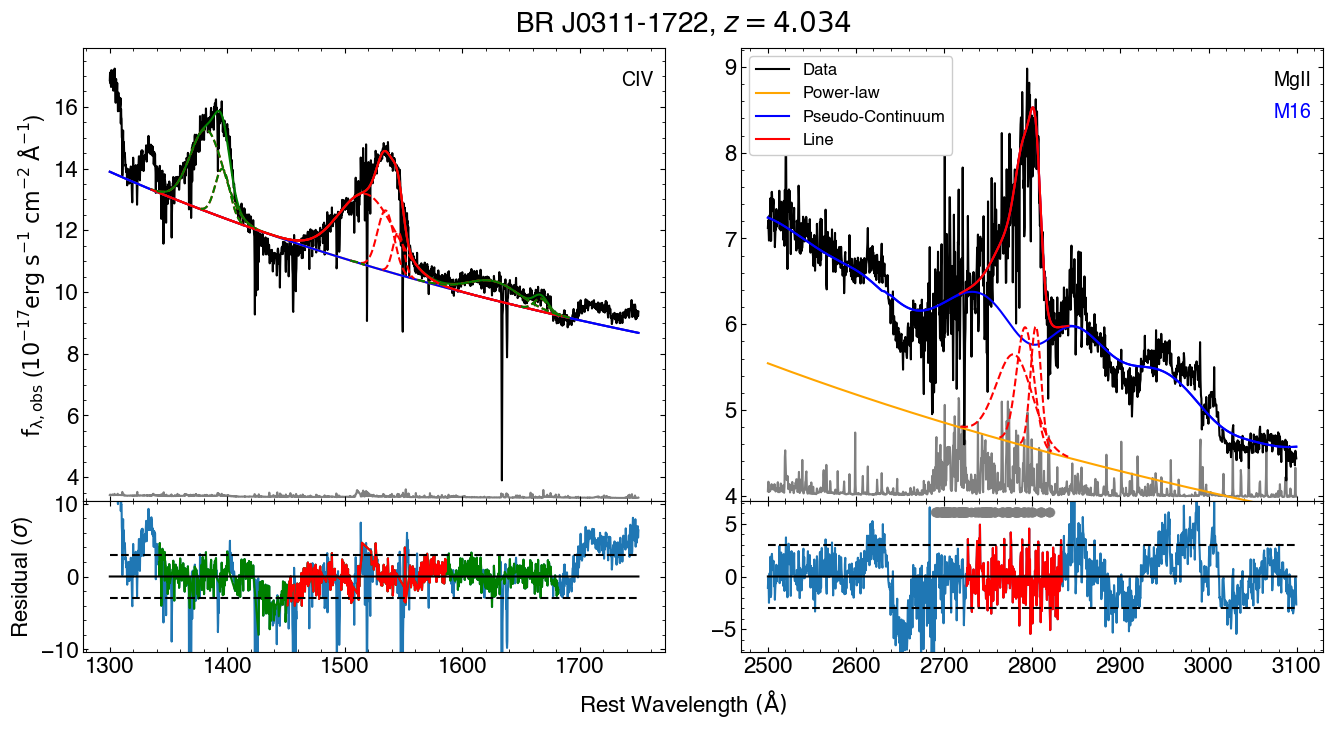 BR J0311-1722, z = 4.034
f_λ,obs (10⁻¹⁷erg s⁻¹ cm⁻² Å⁻¹)
CIV
16
14
12
10
8
6
4
Data
Power-law
Pseudo-Continuum
Line
MgII
M16
9
8
7
6
5
4
Residual (σ)
10
0
−10
1300 1400 1500 1600 1700
5
0
−5
2500 2600 2700 2800 2900 3000 3100
Rest Wavelength (Å)